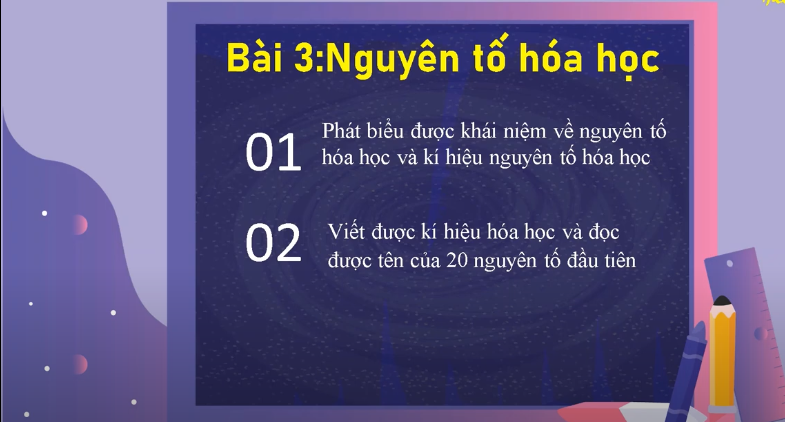 Bài 3:Nguyên tố hóa học
01
Phát biểu được khái niệm về nguyên tố
hóa học và kí hiệu nguyên tố hóa học
02
Viết được kí hiệu hóa học và đọc
được tên của 20 nguyên tố đầu tiên